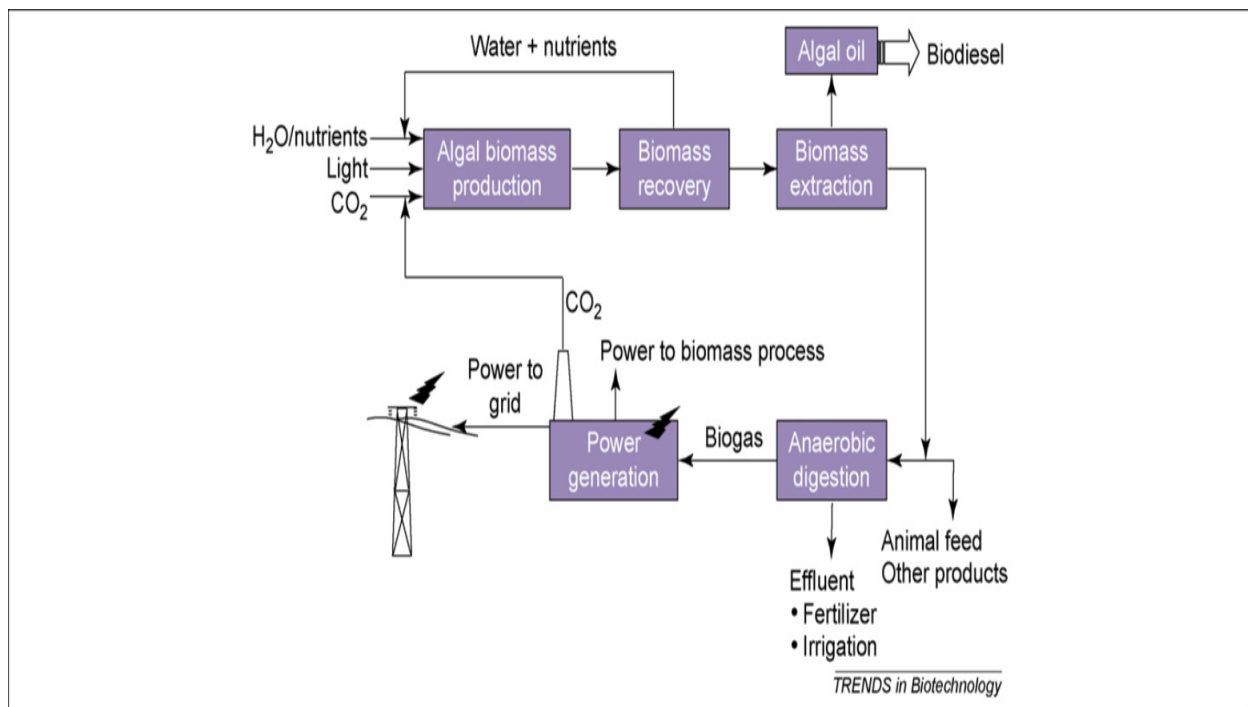 Water + nutrients
Algal oil
Biodiesel
H₂O/nutrients
Light
CO₂
Algal biomass
production
Biomass
recovery
Biomass
extraction
CO₂
Power to
grid
Power to biomass process
Power
generation
Biogas
Anaerobic
digestion
Animal feed
Other products
Effluent
• Fertilizer
• Irrigation
TRENDS in Biotechnology